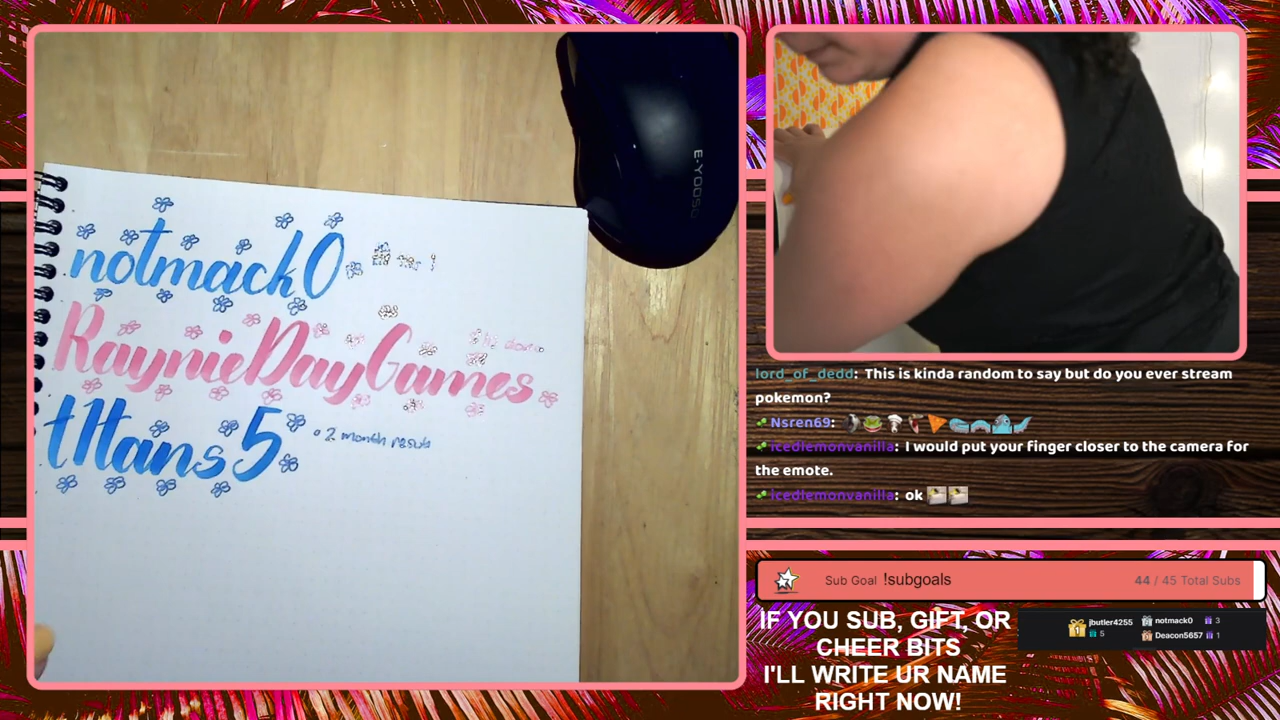 E-YOOSO
notmack0
RaynieDayGames
tHans5
2 month resub
lord_of_dedd: This is kinda random to say but do you ever stream
pokemon?
Nsren69:
icedlemonvanilla: I would put your finger closer to the camera for
the emote.
icedlemonvanilla: ok
Sub Goal !subgoals
44 / 45 Total Subs
IF YOU SUB, GIFT, OR
CHEER BITS
I'LL WRITE UR NAME
RIGHT NOW!
1 jbutler4255
5
notmack0 3
Deacon5657 1